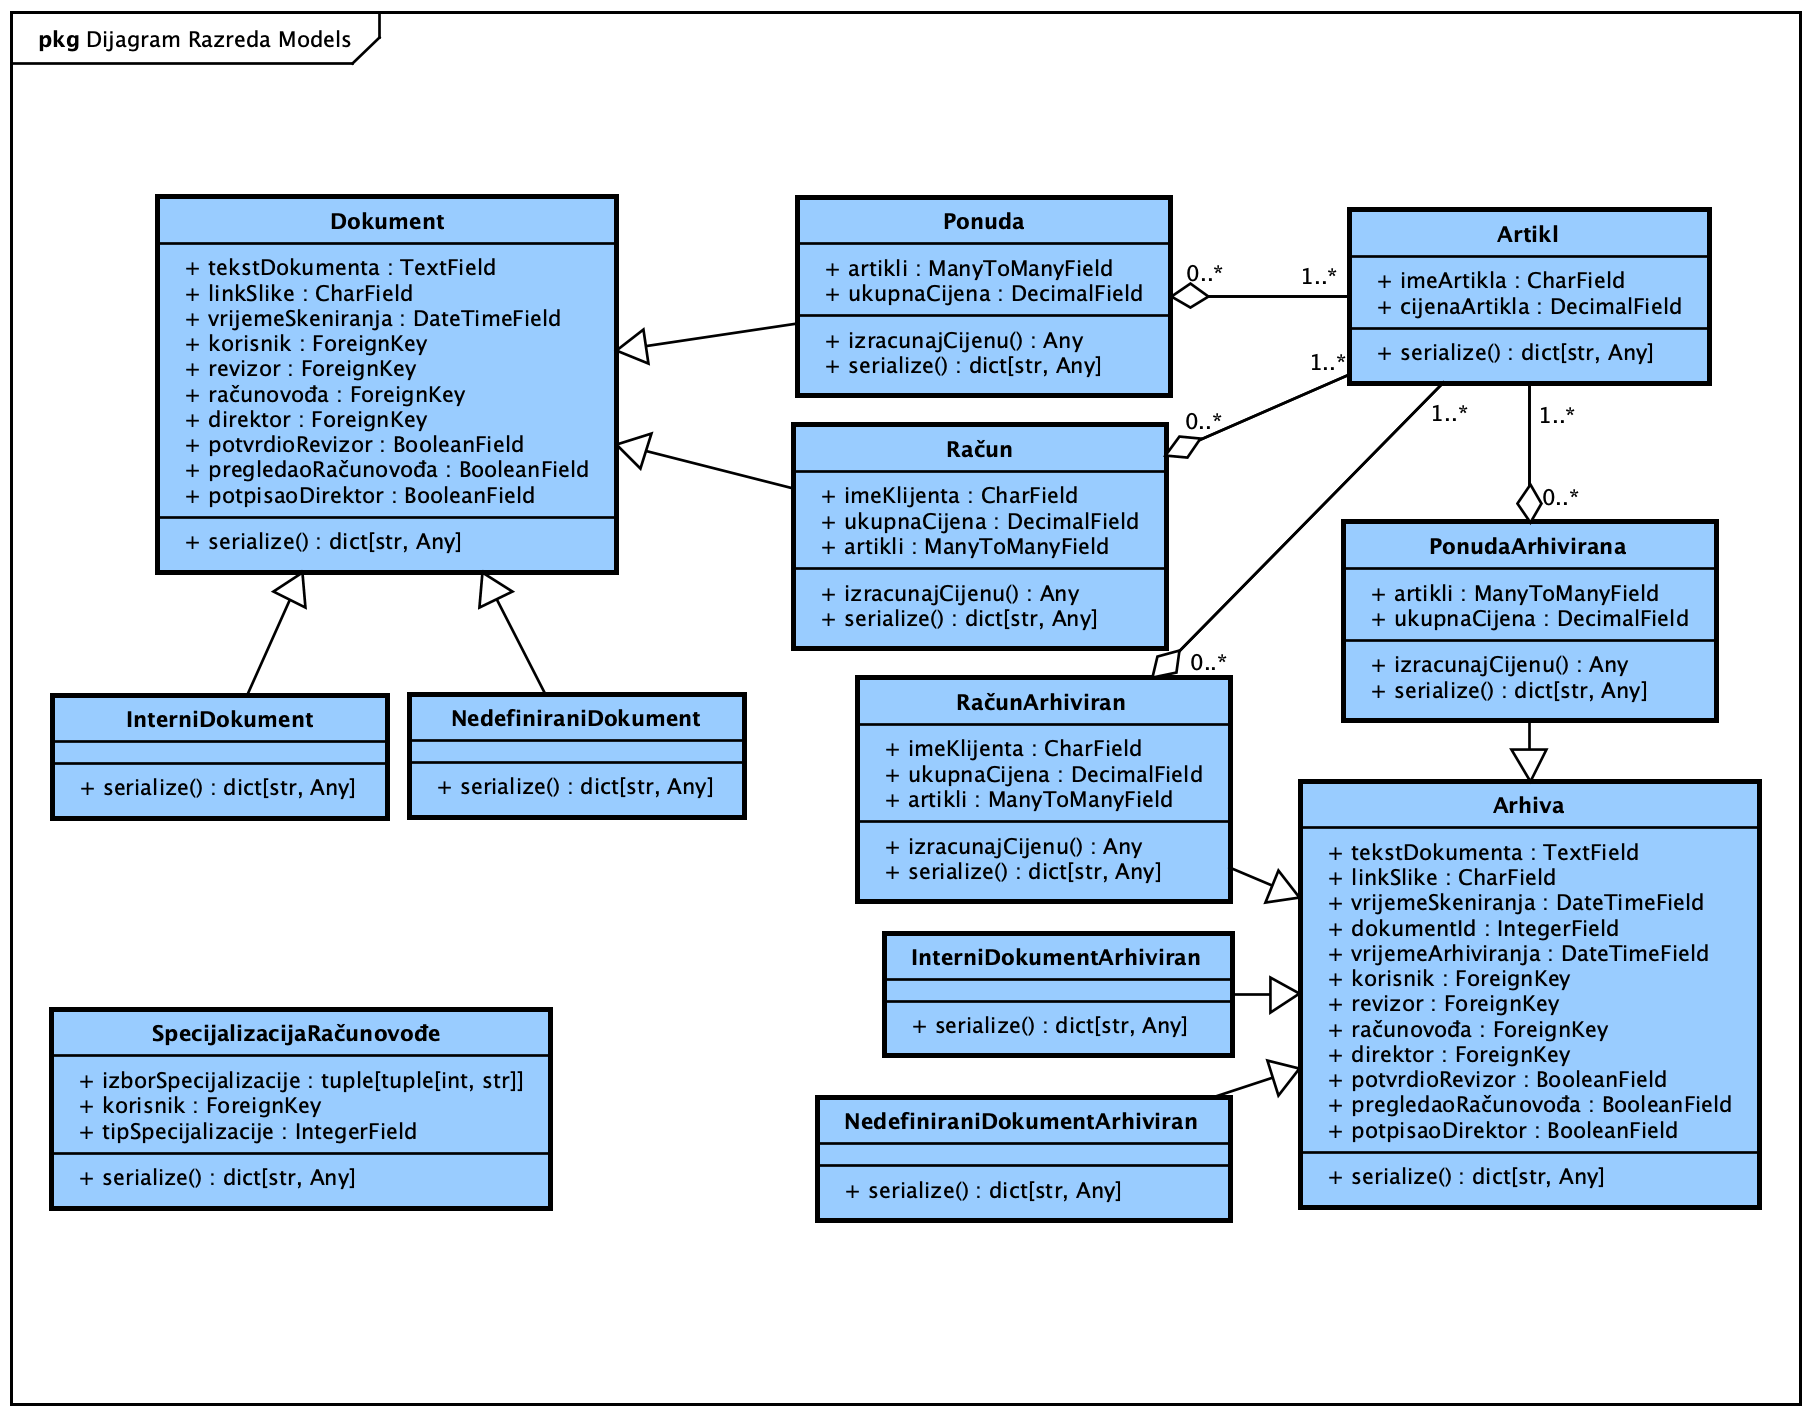 pkg Dijagram Razreda Models
Dokument
+ tekstDokumenta : TextField
+ linkSlike : CharField
+ vrijemeSkeniranja : DateTimeField
+ korisnik : ForeignKey
+ revizor : ForeignKey
+ računovođa : ForeignKey
+ direktor : ForeignKey
+ potvrdioRevizor : BooleanField
+ pregledaoRačunovođa : BooleanField
+ potpisaoDirektor : BooleanField
+ serialize() : dict[str, Any]
Ponuda
+ artikli : ManyToManyField
+ ukupnaCijena : DecimalField
+ izracunajCijenu() : Any
+ serialize() : dict[str, Any]
0..*
1..*
Artikl
+ imeArtikla : CharField
+ cijenaArtikla : DecimalField
+ serialize() : dict[str, Any]
1..*
0..*
1..*
1..*
Račun
+ imeKlijenta : CharField
+ ukupnaCijena : DecimalField
+ artikli : ManyToManyField
+ izracunajCijenu() : Any
+ serialize() : dict[str, Any]
0..*
0..*
PonudaArhivirana
+ artikli : ManyToManyField
+ ukupnaCijena : DecimalField
+ izracunajCijenu() : Any
+ serialize() : dict[str, Any]
InterniDokument
+ serialize() : dict[str, Any]
NedefiniraniDokument
+ serialize() : dict[str, Any]
RačunArhiviran
+ imeKlijenta : CharField
+ ukupnaCijena : DecimalField
+ artikli : ManyToManyField
+ izracunajCijenu() : Any
+ serialize() : dict[str, Any]
Arhiva
+ tekstDokumenta : TextField
+ linkSlike : CharField
+ vrijemeSkeniranja : DateTimeField
+ dokumentId : IntegerField
+ vrijemeArhiviranja : DateTimeField
+ korisnik : ForeignKey
+ revizor : ForeignKey
+ računovođa : ForeignKey
+ direktor : ForeignKey
+ potvrdioRevizor : BooleanField
+ pregledaoRačunovođa : BooleanField
+ potpisaoDirektor : BooleanField
+ serialize() : dict[str, Any]
InterniDokumentArhiviran
+ serialize() : dict[str, Any]
SpecijalizacijaRačunovođe
+ izborSpecijalizacije : tuple[tuple[int, str]]
+ korisnik : ForeignKey
+ tipSpecijalizacije : IntegerField
+ serialize() : dict[str, Any]
NedefiniraniDokumentArhiviran
+ serialize() : dict[str, Any]